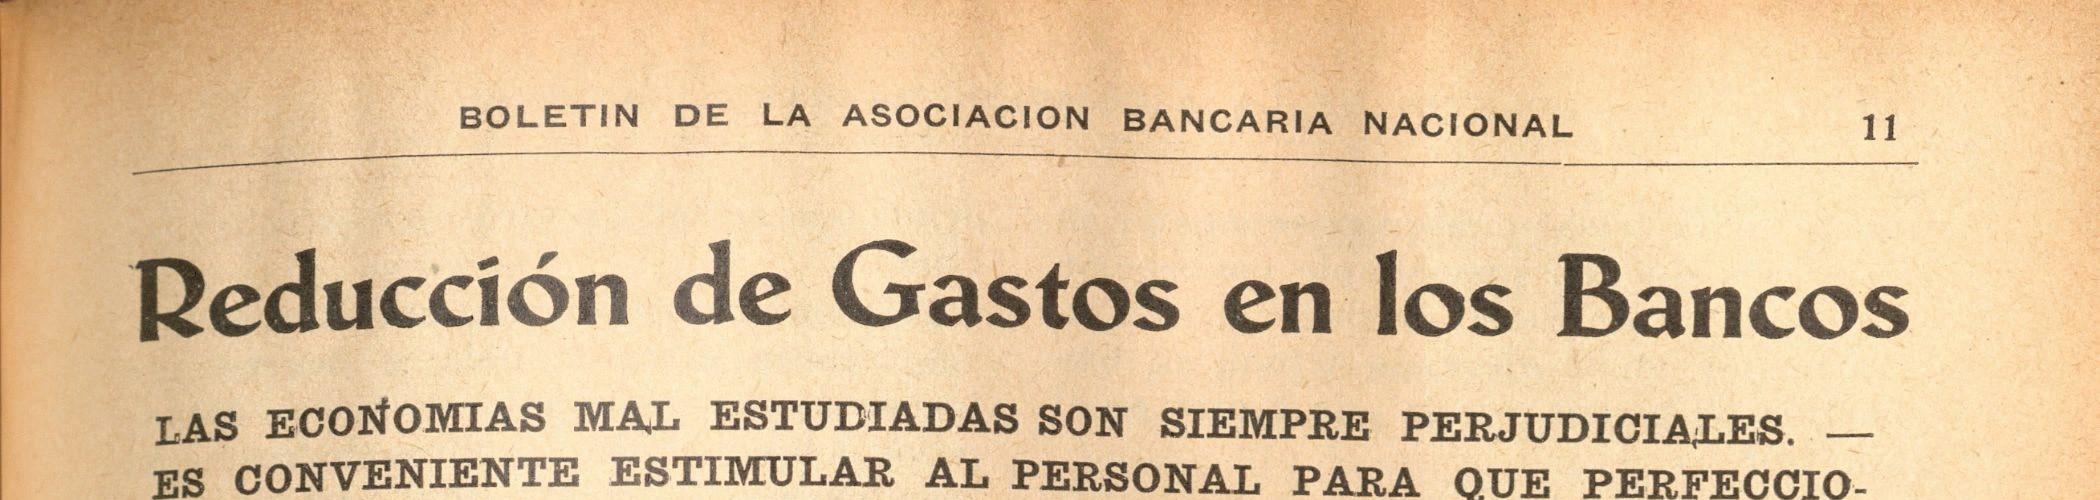 BOLETIN DE LA ASOCIACION BANCARIA NACIONAL 11
Reducción de Gastos en los Bancos
LAS ECONOMIAS MAL ESTUDIADAS SON SIEMPRE PERJUDICIALES. —
ES CONVENIENTE ESTIMULAR AL PERSONAL PARA QUE PERFECCIO-